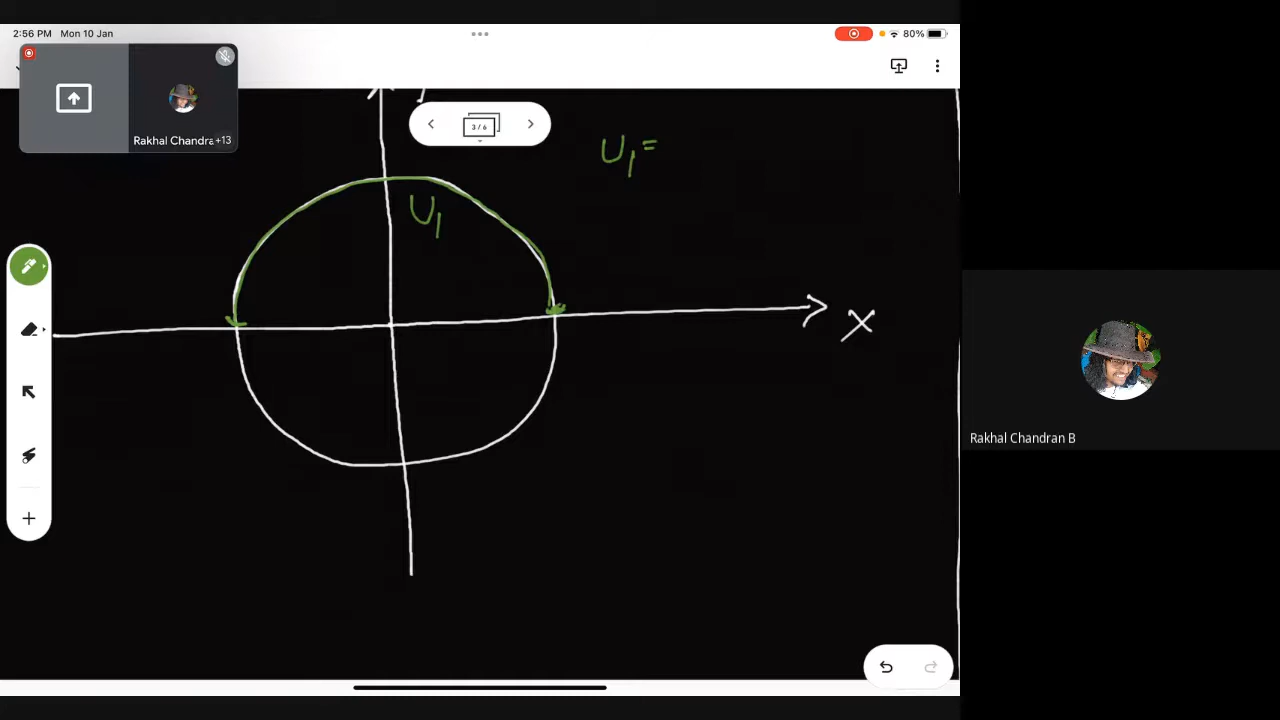 2:56 PM Mon 10 Jan
80%
Rakhal Chandra +13
3 / 6
U₁ =
U₁
X
Rakhal Chandran B